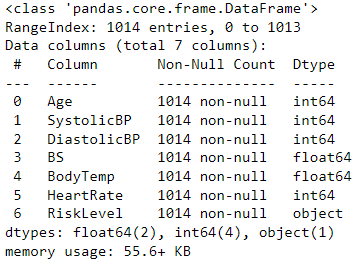 <class 'pandas.core.frame.DataFrame'>
RangeIndex: 1014 entries, 0 to 1013
Data columns (total 7 columns):
 #   Column       Non-Null Count  Dtype
---  ------       --------------  -----
 0   Age          1014 non-null   int64
 1   SystolicBP   1014 non-null   int64
 2   DiastolicBP  1014 non-null   int64
 3   BS           1014 non-null   float64
 4   BodyTemp     1014 non-null   float64
 5   HeartRate    1014 non-null   int64
 6   RiskLevel    1014 non-null   object
dtypes: float64(2), int64(4), object(1)
memory usage: 55.6+ KB